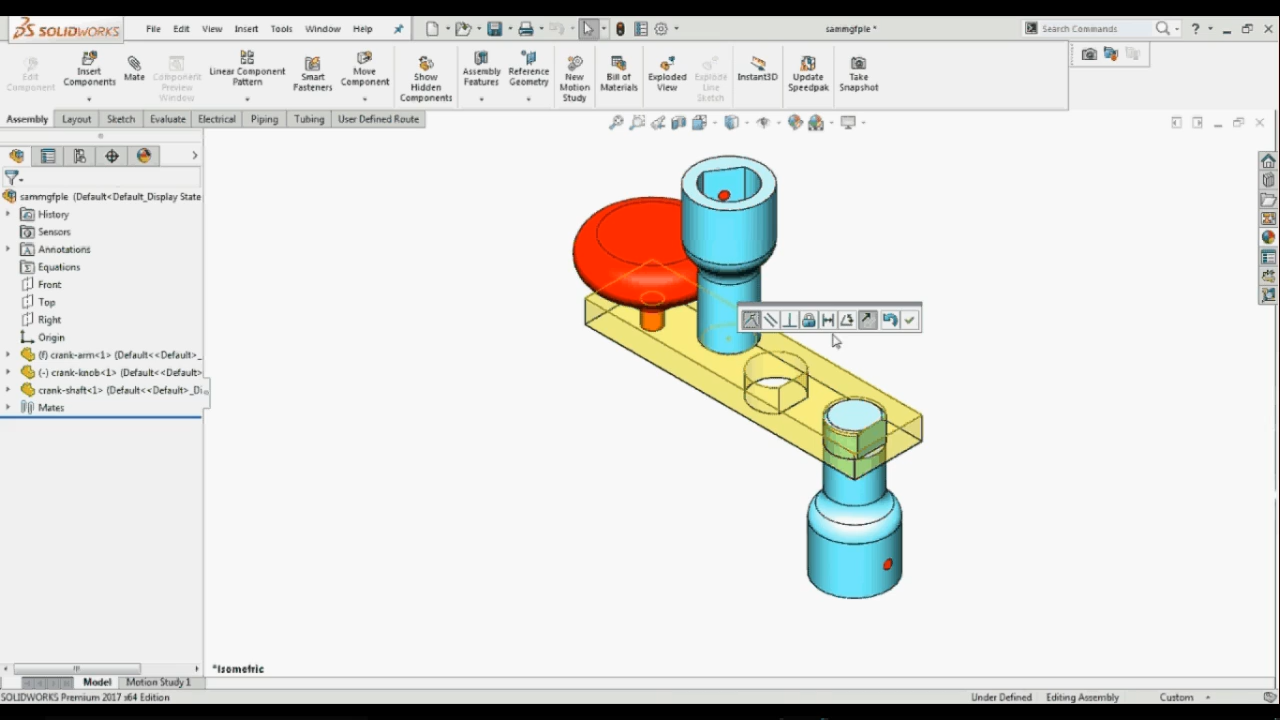 SOLIDWORKS
File Edit View Insert Tools Window Help
sammgfple *
Search Commands
Edit Component
Insert Components
Mate
Component Preview Window
Linear Component Pattern
Smart Fasteners
Move Component
Show Hidden Components
Assembly Features
Reference Geometry
New Motion Study
Bill of Materials
Exploded View
Explode Line Sketch
Instant3D
Update Speedpak
Take Snapshot
Assembly Layout Sketch Evaluate Electrical Piping Tubing User Defined Route
sammgfple (Default<Default_Display State
History
Sensors
Annotations
Equations
Front
Top
Right
Origin
(f) crank-arm<1> (Default<<Default>_
(-) crank-knob<1> (Default<<Default>
crank-shaft<1> (Default<<Default>_Di
Mates
*Isometric
Model Motion Study 1
SOLIDWORKS Premium 2017 x64 Edition
Under Defined Editing Assembly Custom